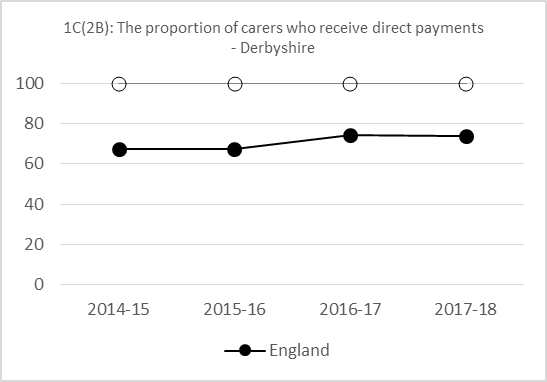 1C(2B): The proportion of carers who receive direct payments
- Derbyshire
100
80
60
40
20
0
2014-15 2015-16 2016-17 2017-18
England